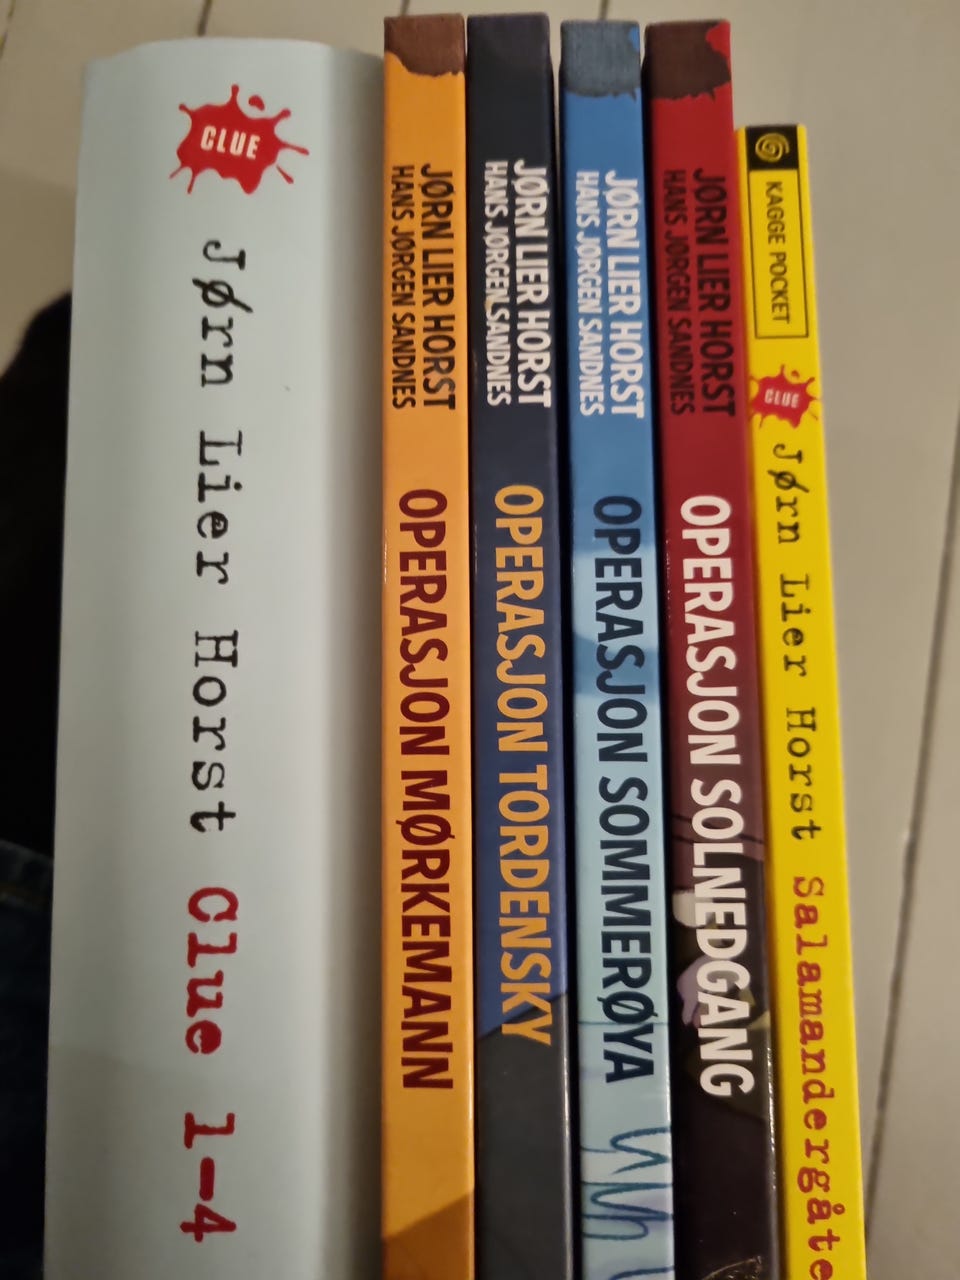 CLUE
Jørn Lier Horst Clue 1-4
JØRN LIER HORST
HANS JØRGEN SANDNES
OPERASJON MØRKEMANN
JØRN LIER HORST
HANS JØRGEN SANDNES
OPERASJON TORDENSKY
JØRN LIER HORST
HANS JØRGEN SANDNES
OPERASJON SOMMERØYA
JØRN LIER HORST
HANS JØRGEN SANDNES
OPERASJON SOLNEDGANG
KAGGE POCKET
CLUE
Jørn Lier Horst Salamandergåte